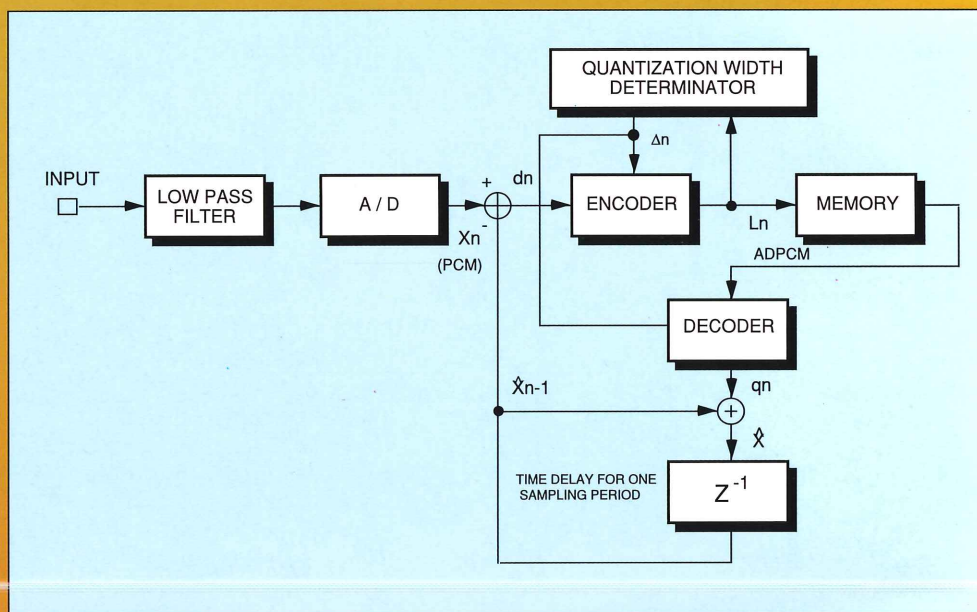 QUANTIZATION WIDTH
DETERMINATOR
Δn
INPUT
LOW PASS
FILTER
A / D
+
dn
ENCODER
MEMORY
Xn
-
(PCM)
Ln
ADPCM
DECODER
X̂n-1
qn
+
X̂
TIME DELAY FOR ONE
SAMPLING PERIOD
Z⁻¹